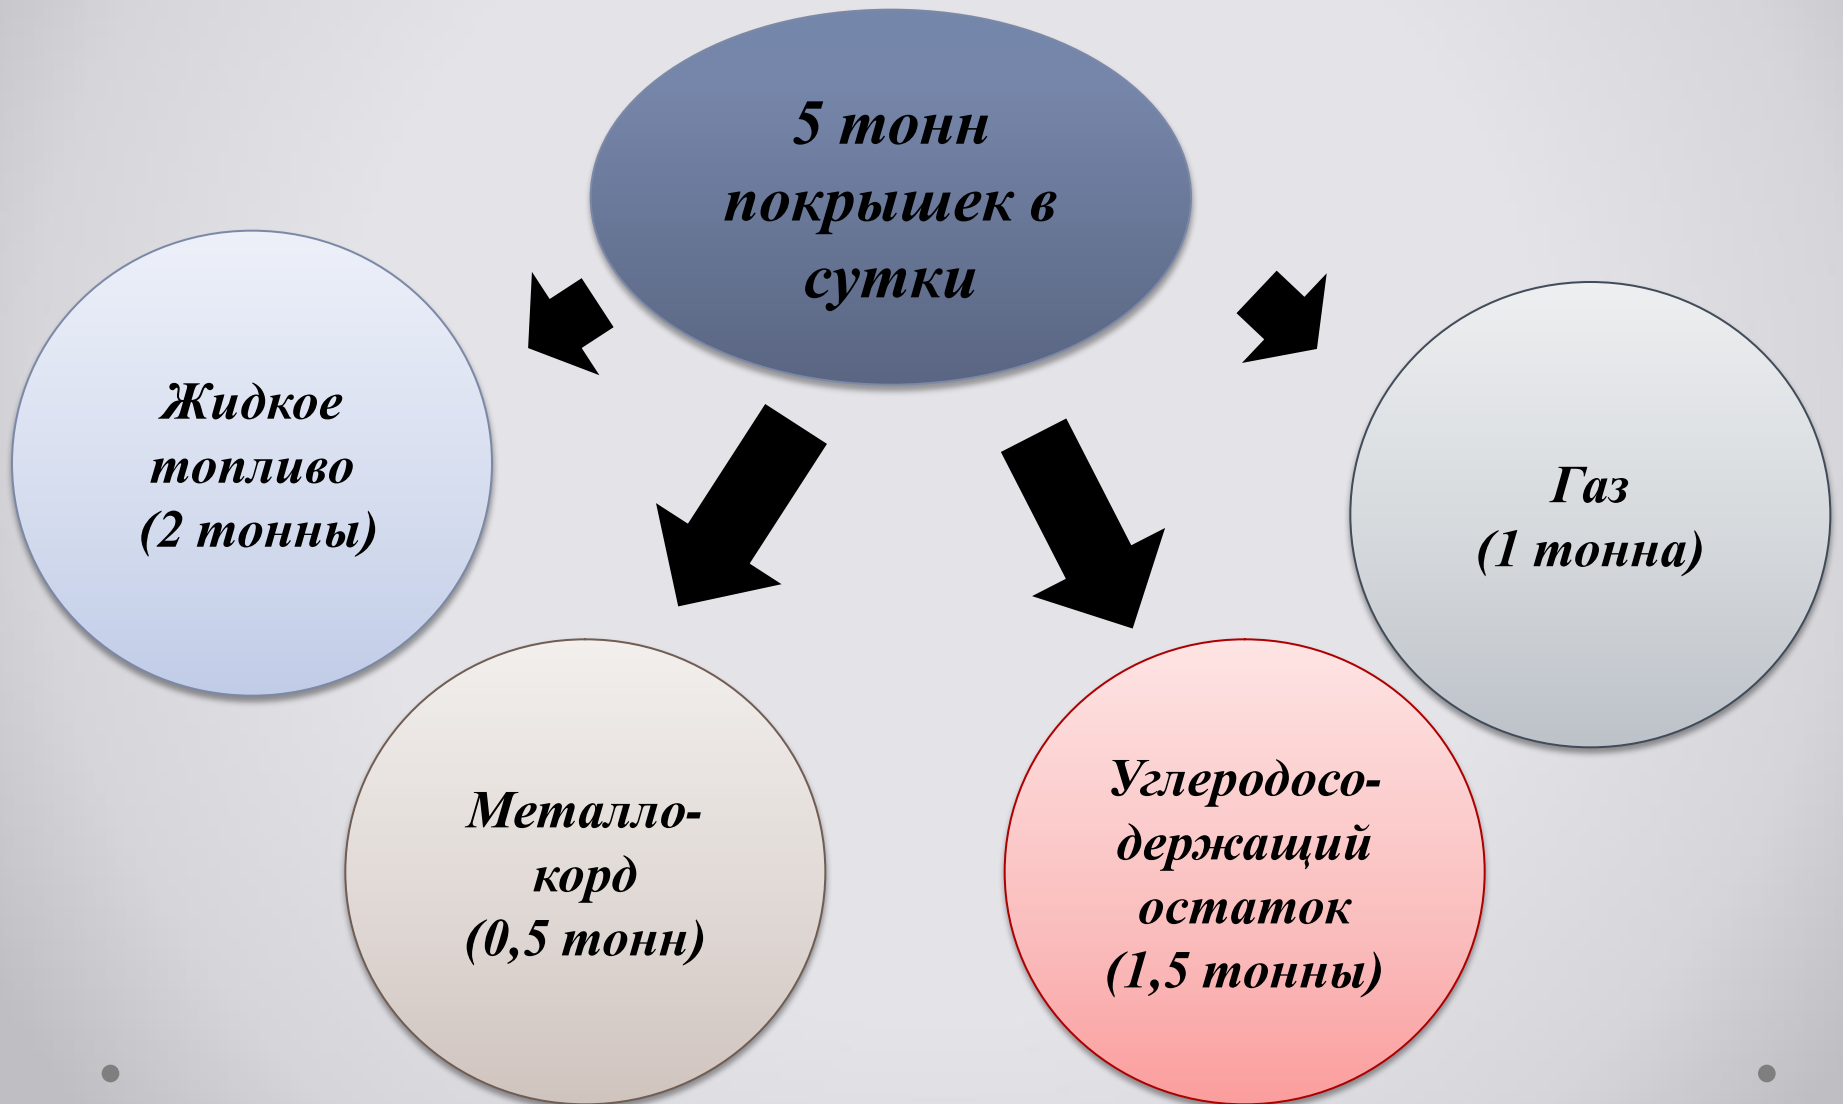 5 тонн
покрышек в
сутки
Жидкое
топливо
(2 тонны)
Газ
(1 тонна)
Металло-
корд
(0,5 тонн)
Углеродосо-
держащий
остаток
(1,5 тонны)